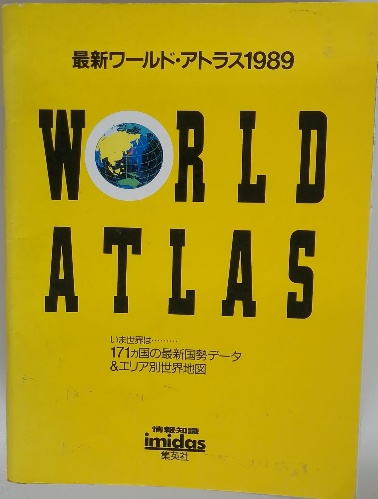 最新ワールド・アトラス1989
WORLD
ATLAS
いま世界は………
171ヵ国の最新国勢データ
&エリア別世界地図
情報・知識
imidas
集英社